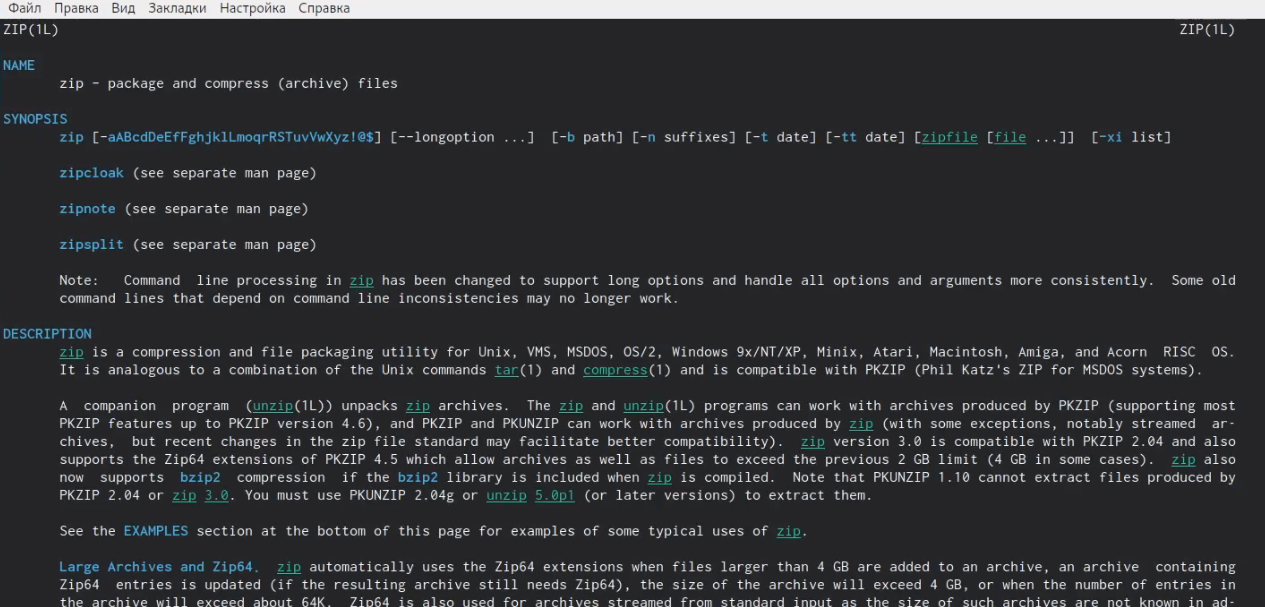 Файл Правка Вид Закладки Настройка Справка
ZIP(1L) ZIP(1L)
NAME
zip - package and compress (archive) files
SYNOPSIS
zip [-aABcdDeEfFghjklLmoqrRSTuvVwXyz!@$] [--longoption ...] [-b path] [-n suffixes] [-t date] [-tt date] [zipfile [file ...]] [-xi list]
zipcloak (see separate man page)
zipnote (see separate man page)
zipsplit (see separate man page)
Note: Command line processing in zip has been changed to support long options and handle all options and arguments more consistently. Some old
command lines that depend on command line inconsistencies may no longer work.
DESCRIPTION
zip is a compression and file packaging utility for Unix, VMS, MSDOS, OS/2, Windows 9x/NT/XP, Minix, Atari, Macintosh, Amiga, and Acorn RISC OS.
It is analogous to a combination of the Unix commands tar(1) and compress(1) and is compatible with PKZIP (Phil Katz's ZIP for MSDOS systems).
A companion program (unzip(1L)) unpacks zip archives. The zip and unzip(1L) programs can work with archives produced by PKZIP (supporting most
PKZIP features up to PKZIP version 4.6), and PKZIP and PKUNZIP can work with archives produced by zip (with some exceptions, notably streamed ar-
chives, but recent changes in the zip file standard may facilitate better compatibility). zip version 3.0 is compatible with PKZIP 2.04 and also
supports the Zip64 extensions of PKZIP 4.5 which allow archives as well as files to exceed the previous 2 GB limit (4 GB in some cases). zip also
now supports bzip2 compression if the bzip2 library is included when zip is compiled. Note that PKUNZIP 1.10 cannot extract files produced by
PKZIP 2.04 or zip 3.0. You must use PKUNZIP 2.04g or unzip 5.0p1 (or later versions) to extract them.
See the EXAMPLES section at the bottom of this page for examples of some typical uses of zip.
Large Archives and Zip64. zip automatically uses the Zip64 extensions when files larger than 4 GB are added to an archive, an archive containing
Zip64 entries is updated (if the resulting archive still needs Zip64), the size of the archive will exceed 4 GB, or when the number of entries in
the archive will exceed about 64K. Zip64 is also used for archives streamed from standard input as the size of such archives are not known in ad-